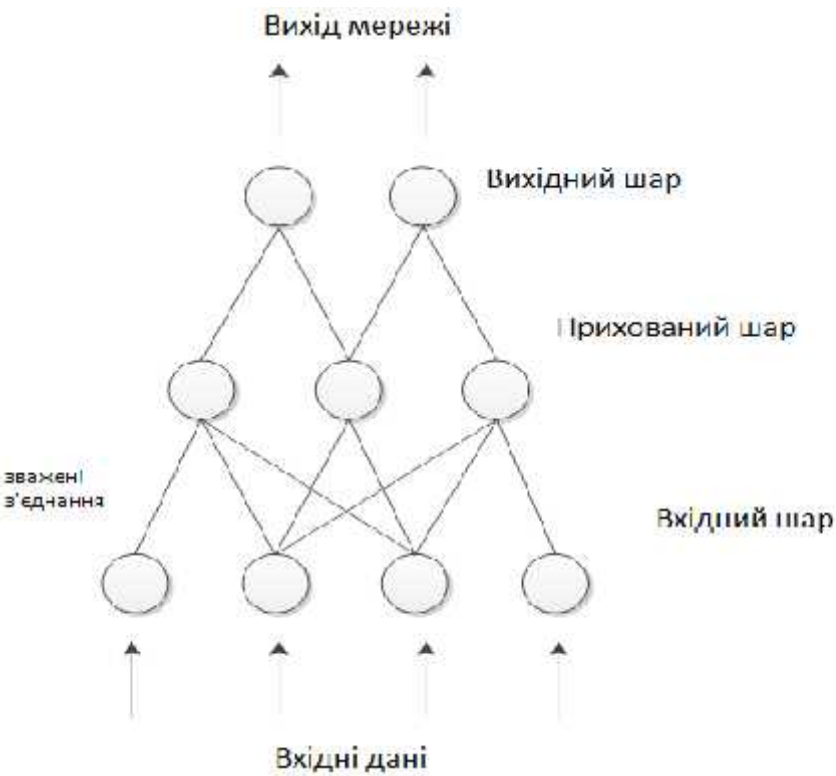 Вихід мережі
Вихідний шар
Прихований шар
зважені
з'єднання
Вхідний шар
Вхідні дані